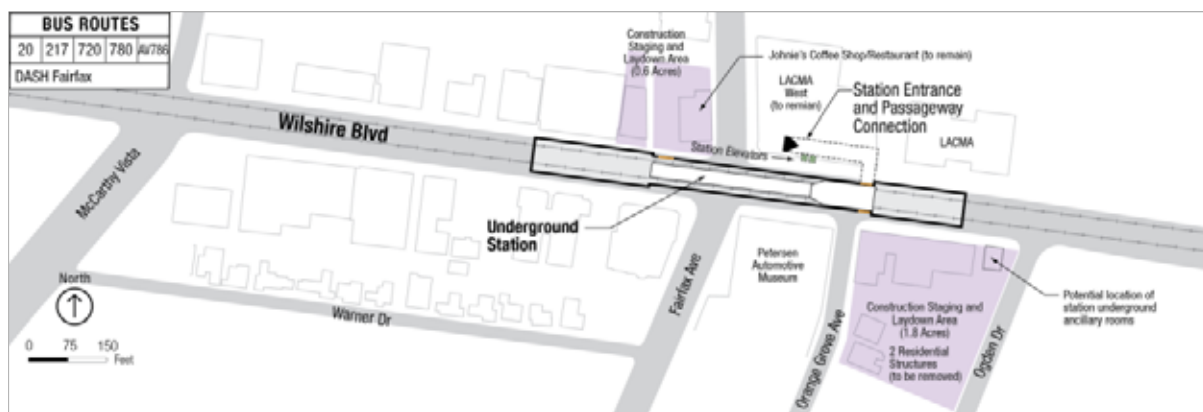 BUS ROUTES
20 217 720 780 AV786
DASH Fairfax
Construction
Staging and
Laydown Area
(0.6 Acres)
Johnie's Coffee Shop/Restaurant (to remain)
LACMA
West
(to remian)
Station Entrance
and Passageway
Connection
LACMA
Wilshire Blvd
Station Elevators
McCarthy Vista
Underground
Station
Fairfax Ave
Petersen
Automotive
Museum
Orange Grove Ave
Construction Staging and
Laydown Area
(1.8 Acres)
2 Residential
Structures
(to be removed)
Ogden Dr
Potential location of
station underground
ancillary rooms
Warner Dr
North
0 75 150
Feet